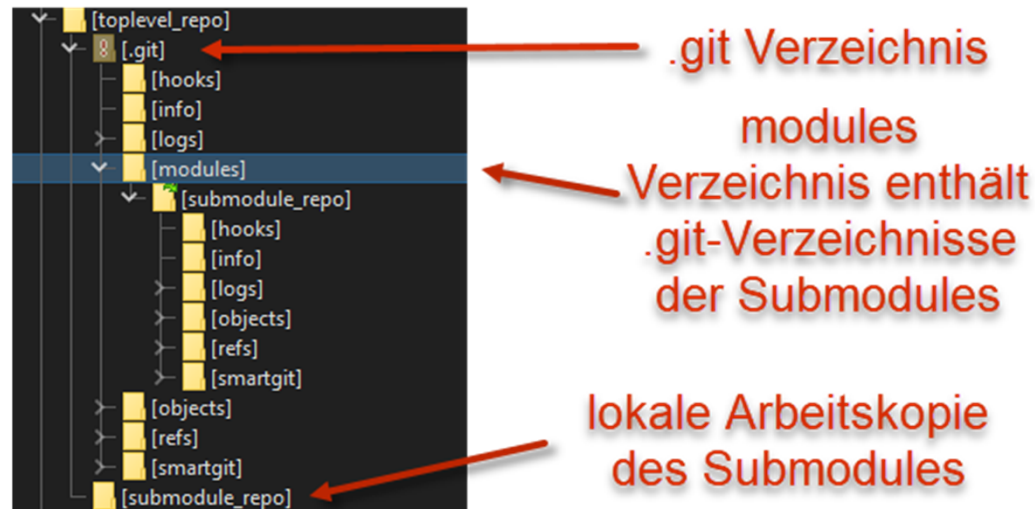 [toplevel_repo]
[.git]
[hooks]
[info]
[logs]
[modules]
[submodule_repo]
[hooks]
[info]
[logs]
[objects]
[refs]
[smartgit]
[objects]
[refs]
[smartgit]
[submodule_repo]
.git Verzeichnis
modules
Verzeichnis enthält
.git-Verzeichnisse
der Submodules
lokale Arbeitskopie
des Submodules